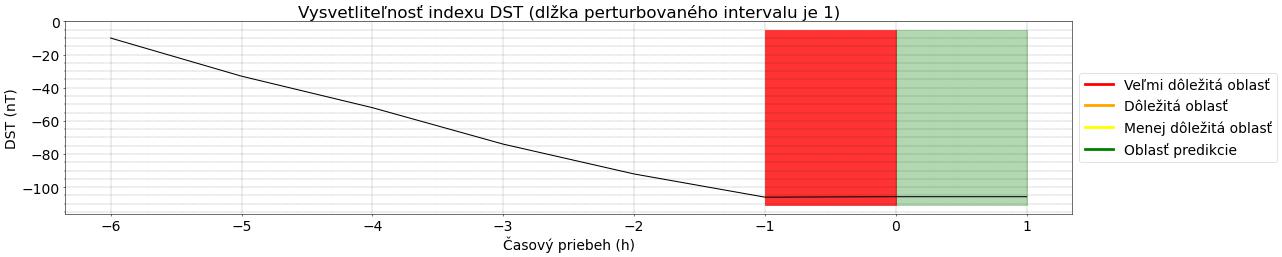 Vysvetliteľnosť indexu DST (dlžka perturbovaného intervalu je 1)
DST (nT)
0
−20
−40
−60
−80
−100
−6 −5 −4 −3 −2 −1 0 1
Časový priebeh (h)
Veľmi dôležitá oblasť
Dôležitá oblasť
Menej dôležitá oblasť
Oblasť predikcie